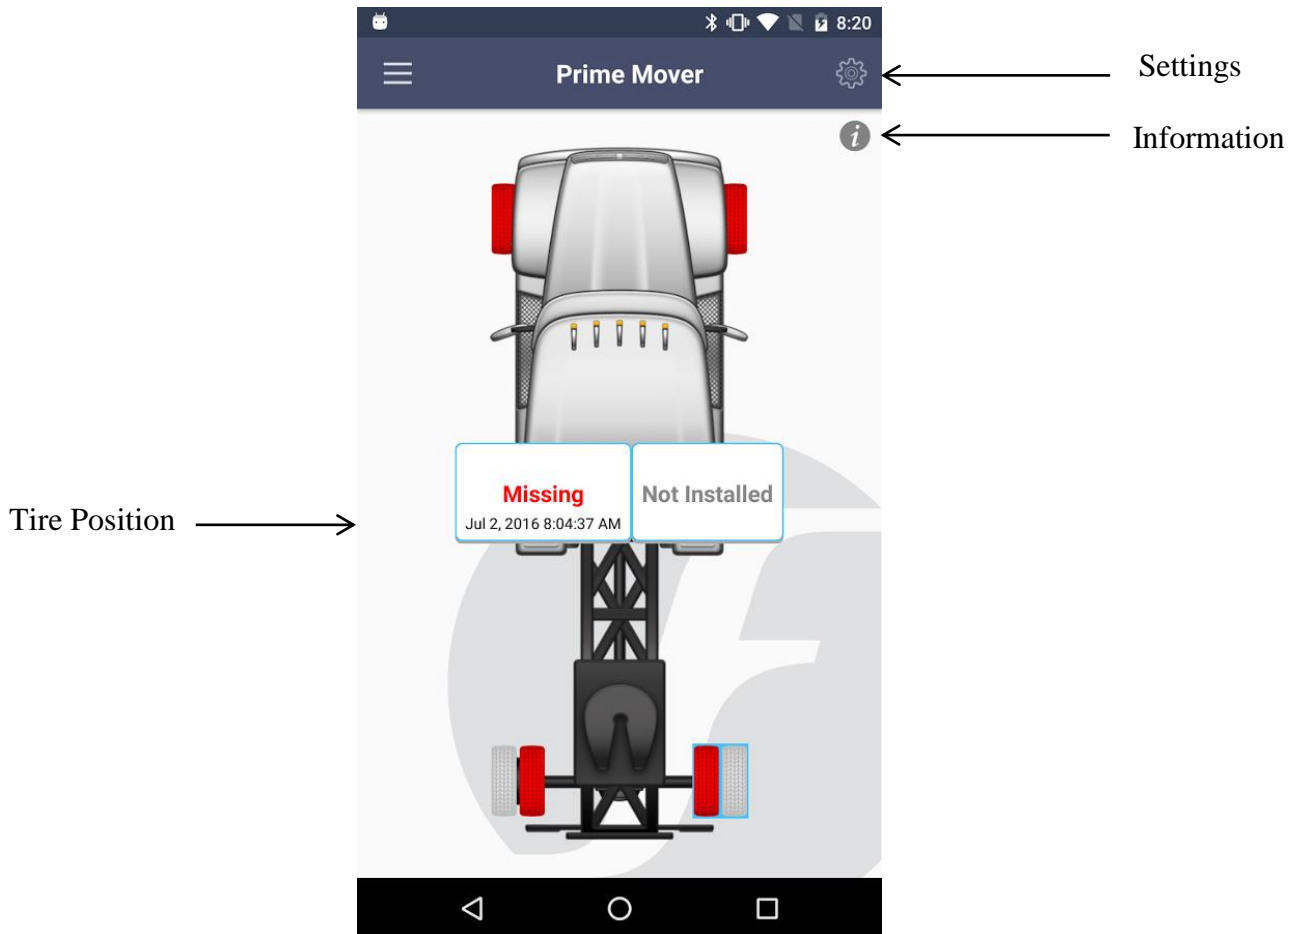 8:20
Prime Mover
Settings
Information
Missing
Not Installed
Jul 2, 2016 8:04:37 AM
Tire Position